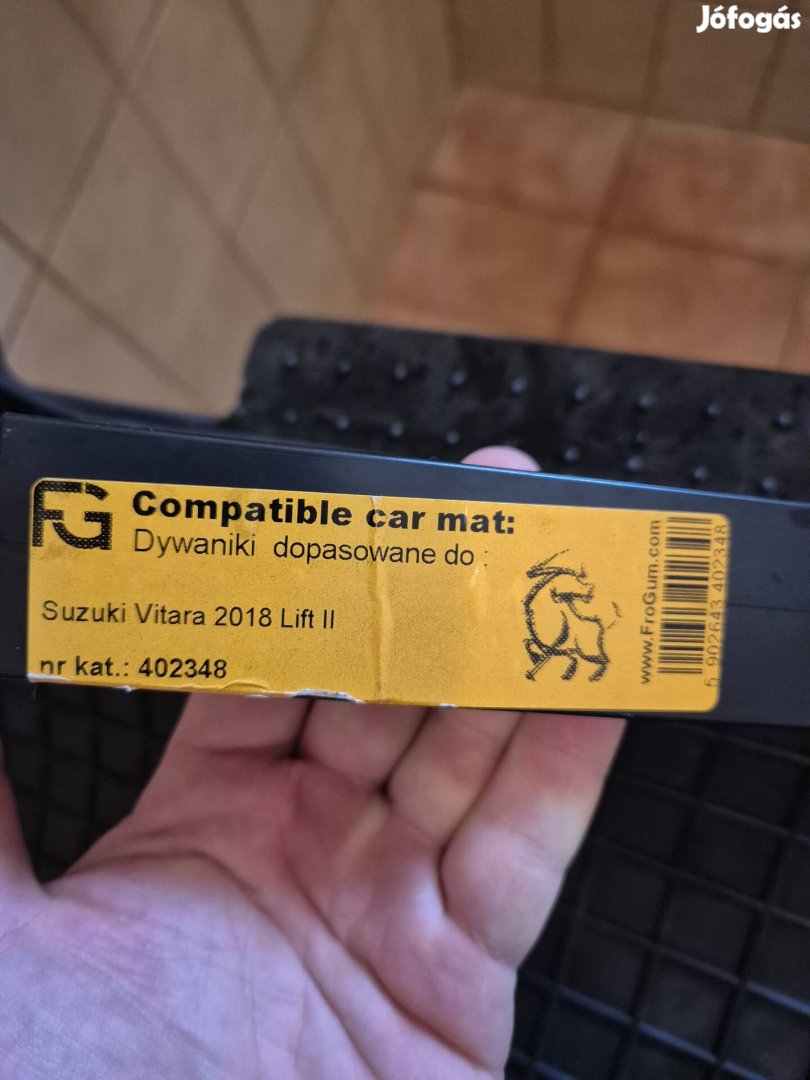 Jófogás
FG
Compatible car mat:
Dywaniki dopasowane do :
Suzuki Vitara 2018 Lift II
nr kat.: 402348
www.FroGum.com
5 902643 402348